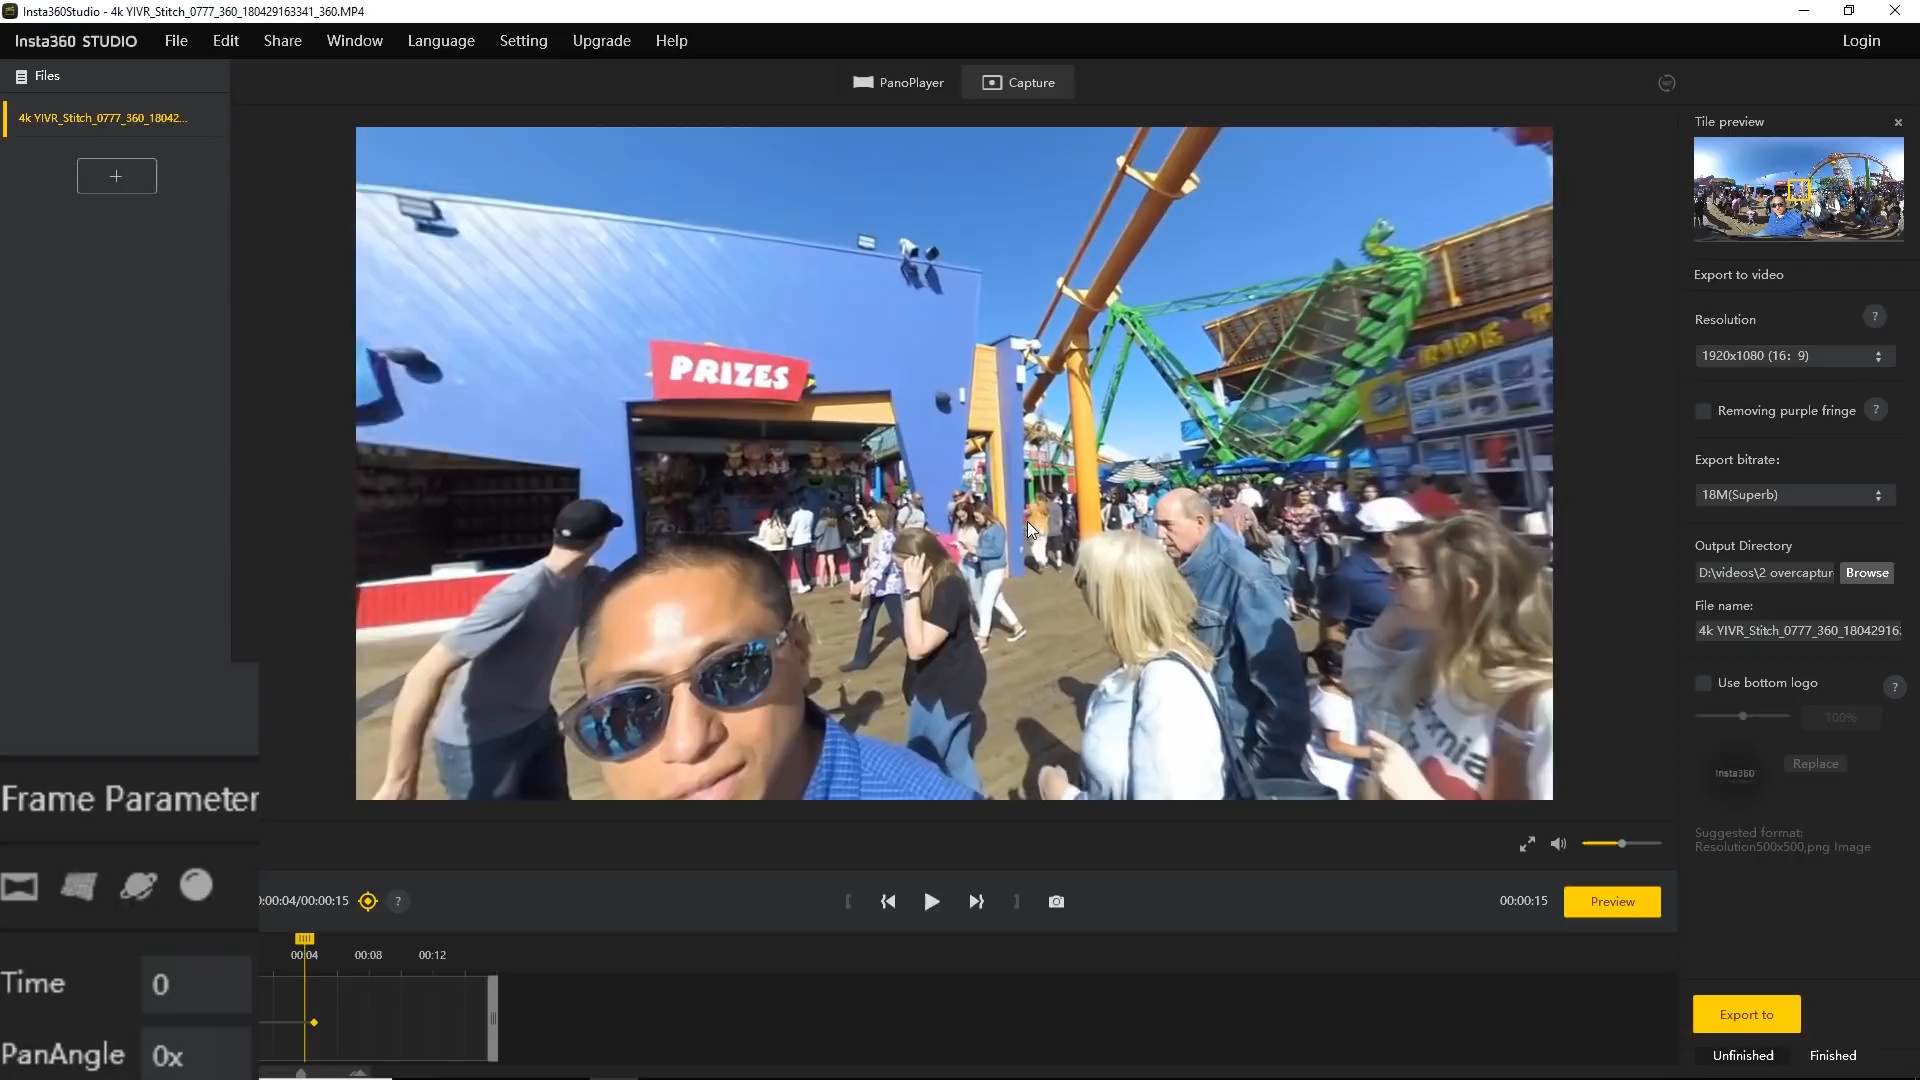 Insta360Studio - 4k YIVR_Stitch_0777_360_180429163341_360.MP4
Insta360 STUDIO File Edit Share Window Language Setting Upgrade Help Login
Files
PanoPlayer Capture
4k YIVR_Stitch_0777_360_18042...
+
Tile preview
PRIZES
Export to video
Resolution ?
1920x1080 (16: 9)
Removing purple fringe ?
Export bitrate:
18M(Superb)
Output Directory
D:\videos\2 overcaptur Browse
File name:
4k YIVR_Stitch_0777_360_18042916
Use bottom logo ?
100%
Insta360 Replace
Suggested format:
Resolution500x500,png Image
Frame Parameter
0:00:04/00:00:15 ? 00:00:15 Preview
00:04 00:08 00:12
Time 0
PanAngle 0x
Export to
Unfinished Finished